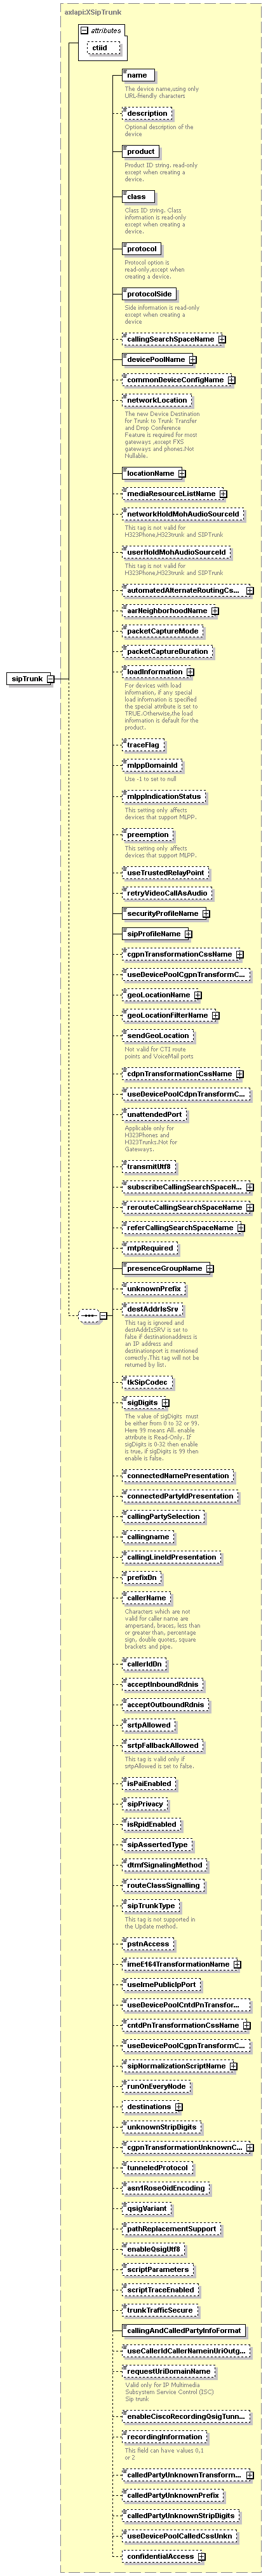 axlapi:XSipTrunk
attributes
ctiid
name
The device name,using only
URL-friendly characters
description
Optional description of the
device
product
Product ID string. read-only
except when creating a
device.
class
Class ID string. Class
information is read-only
except when creating a
device.
protocol
Protocol option is
read-only,except when
creating a device.
protocolSide
Side information is read-only
except when creating a
device
callingSearchSpaceName
devicePoolName
commonDeviceConfigName
networkLocation
The new Device Destination
for Trunk to Trunk Transfer
and Drop Conference
Feature is required for most
gateways ,except FXS
gateways and phones.Not
Nullable.
locationName
mediaResourceListName
networkHoldMohAudioSourceId
This tag is not valid for
H323Phone,H323trunk and SIPTrunk
userHoldMohAudioSourceId
This tag is not valid for
H323Phone,H323trunk and SIPTrunk
automatedAlternateRoutingCs...
aarNeighborhoodName
packetCaptureMode
packetCaptureDuration
sipTrunk
loadInformation
For devices with load
information, if any special
load information is specified
the special attribute is set to
TRUE.Otherwise,the load
information is default for the
product.
traceFlag
mlppDomainId
Use -1 to set to null
mlppIndicationStatus
This setting only affects
devices that support MLPP.
preemption
This setting only affects
devices that support MLPP.
useTrustedRelayPoint
retryVideoCallAsAudio
securityProfileName
sipProfileName
cgpnTransformationCssName
useDevicePoolCgpnTransformC...
geoLocationName
geoLocationFilterName
sendGeoLocation
Not valid for CTI route
points and VoiceMail ports
cdpnTransformationCssName
useDevicePoolCdpnTransformC...
unattendedPort
Applicable only for
H323Phones and
H323Trunks.Not for
Gateways.
transmitUtf8
subscribeCallingSearchSpaceN...
rerouteCallingSearchSpaceName
referCallingSearchSpaceName
mtpRequired
presenceGroupName
unknownPrefix
destAddrIsSrv
This tag is ignored and
destAddrIsSRV is set to
false if destinationaddress is
an IP address and
destinationport is mentioned
correctly.This tag will not be
returned by list.
tkSipCodec
sigDigits
The value of sigDigits must
be either from 0 to 32 or 99.
Here 99 means All. enable
attribute is Read-Only. If
sigDigits is 0-32 then enable
is true, if sigDigits is 99 then
enable is false.
connectedNamePresentation
connectedPartyIdPresentation
callingPartySelection
callingname
callingLineIdPresentation
prefixDn
callerName
Characters which are not
valid for caller name are
ampersand, braces, less than
or greater than, percentage
sign, double quotes, square
brackets and pipe.
callerIdDn
acceptInboundRdnis
acceptOutboundRdnis
srtpAllowed
srtpFallbackAllowed
This tag is valid only if
srtpAllowed is set to false.
isPaiEnabled
sipPrivacy
isRpidEnabled
sipAssertedType
dtmfSignalingMethod
routeClassSignalling
sipTrunkType
This tag is not supported in
the Update method.
pstnAccess
imeE164TransformationName
useImePublicIpPort
useDevicePoolCntdPnTransfor...
cntdPnTransformationCssName
useDevicePoolCgpnTransformC...
sipNormalizationScriptName
runOnEveryNode
destinations
unknownStripDigits
cgpnTransformationUnknownC...
tunneledProtocol
asn1RoseOidEncoding
qsigVariant
pathReplacementSupport
enableQsigUtf8
scriptParameters
scriptTraceEnabled
trunkTrafficSecure
callingAndCalledPartyInfoFormat
useCallerIdCallerNameinUriOutg...
requestUriDomainName
Valid only for IP Multimedia
Subsystem Service Control (ISC)
Sip trunk
enableCiscoRecordingQsigTunn...
recordingInformation
This field can have values 0,1
or 2
calledPartyUnknownTransform...
calledPartyUnknownPrefix
calledPartyUnknownStripDigits
useDevicePoolCalledCssUnkn
confidentialAccess